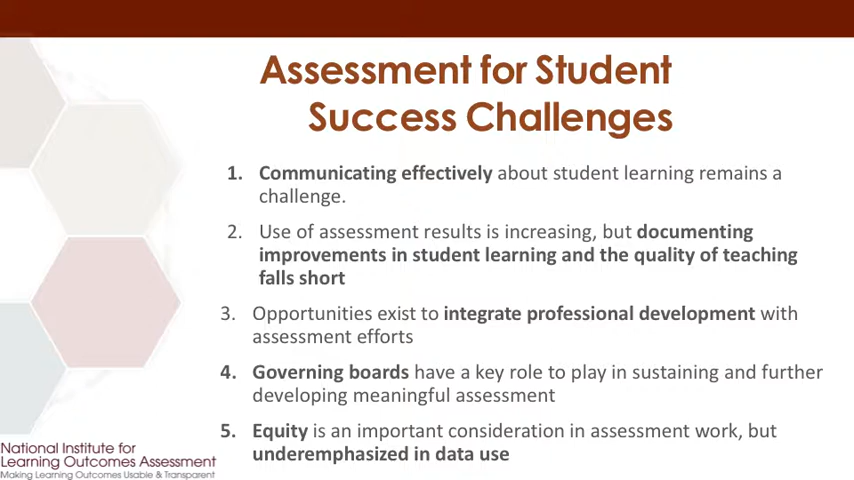 Assessment for Student
Success Challenges
1. Communicating effectively about student learning remains a
challenge.
2. Use of assessment results is increasing, but documenting
improvements in student learning and the quality of teaching
falls short
3. Opportunities exist to integrate professional development with
assessment efforts
4. Governing boards have a key role to play in sustaining and further
developing meaningful assessment
5. Equity is an important consideration in assessment work, but
underemphasized in data use
National Institute for
Learning Outcomes Assessment
Making Learning Outcomes Usable & Transparent